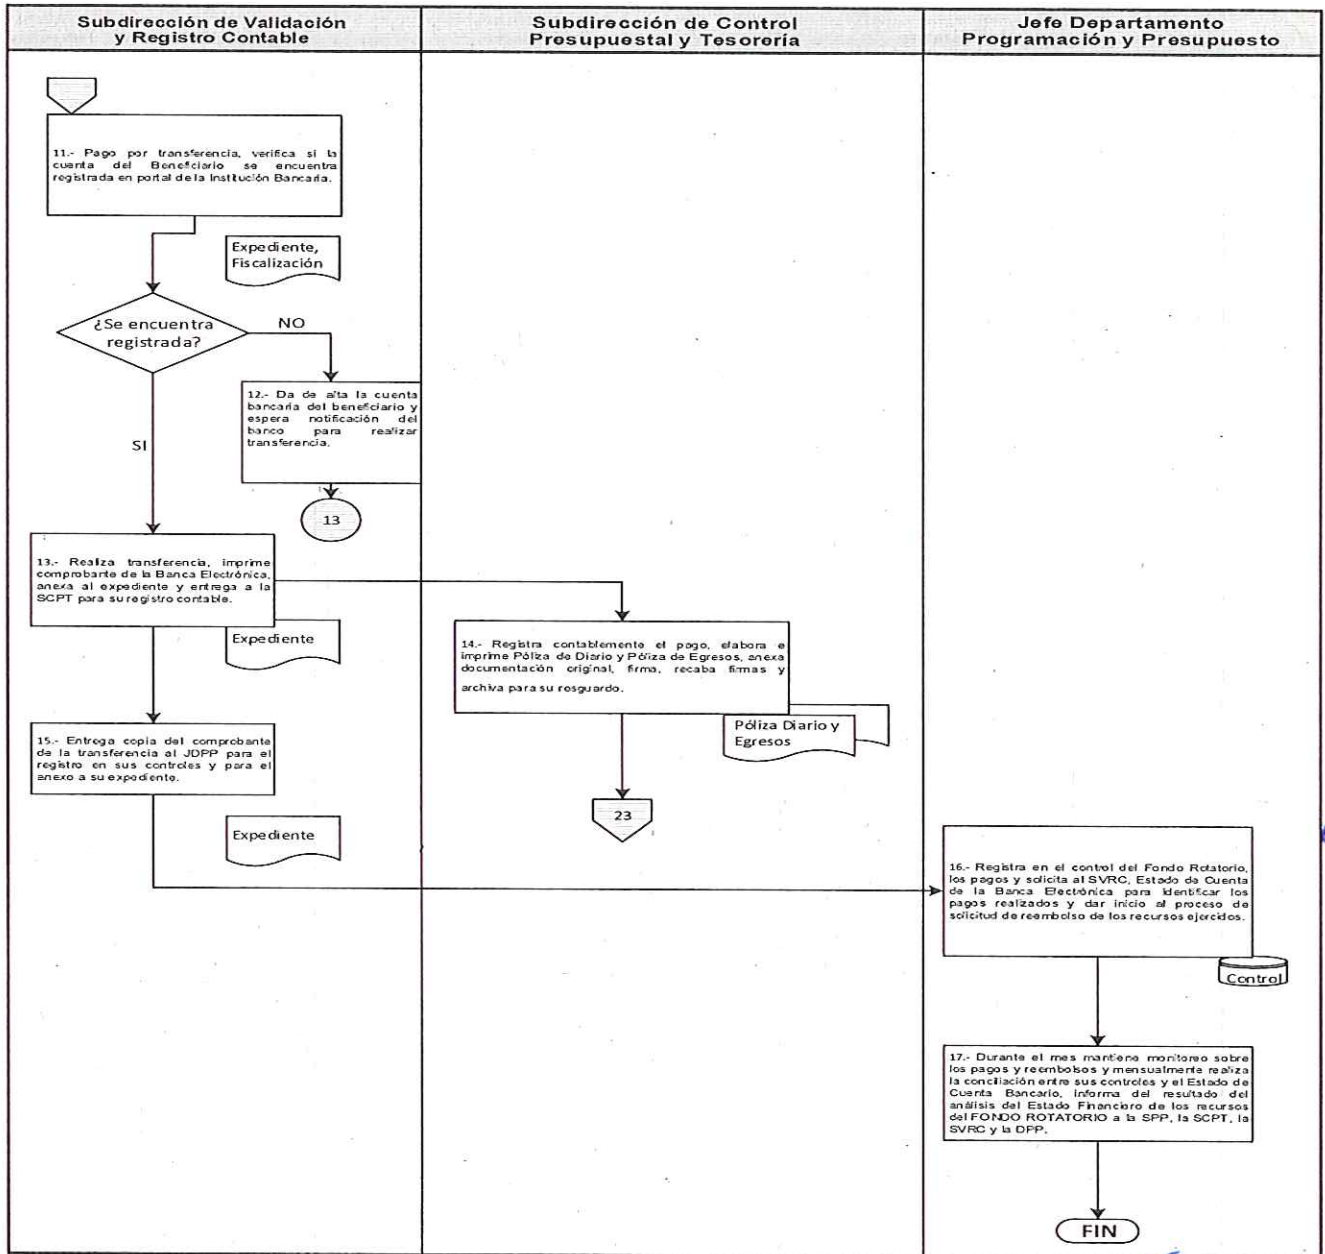 Subdirección de Validación
y Registro Contable
Subdirección de Control
Presupuestal y Tesorería
Jefe Departamento
Programación y Presupuesto
11.- Pago por transferencia, verifica si la
cuenta del Beneficiario se encuentra
registrada en portal de la Institución Bancaria.
Expediente,
Fiscalización
¿Se encuentra
registrada?
NO
SI
12.- Da de alta la cuenta
bancaria del beneficiario y
espera notificación del
banco para realizar
transferencia.
13
13.- Realiza transferencia, imprime
comprobante de la Banca Electrónica,
anexa al expediente y entrega a la
SCPT para su registro contable.
Expediente
14.- Registra contablemente el pago, elabora e
imprime Póliza de Diario y Póliza de Egresos, anexa
documentación original, firma, recaba firmas y
archiva para su resguardo.
Póliza Diario y
Egresos
23
15.- Entrega copia del comprobante
de la transferencia al JDPP para el
registro en sus controles y para el
anexo a su expediente.
Expediente
16.- Registra en el control del Fondo Rotatorio,
los pagos y solicita al SVRC, Estado de Cuenta
de la Banca Electrónica para identificar los
pagos realizados y dar inicio al proceso de
solicitud de reembolso de los recursos ejercidos.
Control
17.- Durante el mes mantiene monitoreo sobre
los pagos y reembolsos y mensualmente realiza
la conciliación entre sus controles y el Estado de
Cuenta Bancario, informa del resultado del
análisis del Estado Financiero de los recursos
del FONDO ROTATORIO a la SPP, la SCPT, la
SVRC y la DPP.
FIN